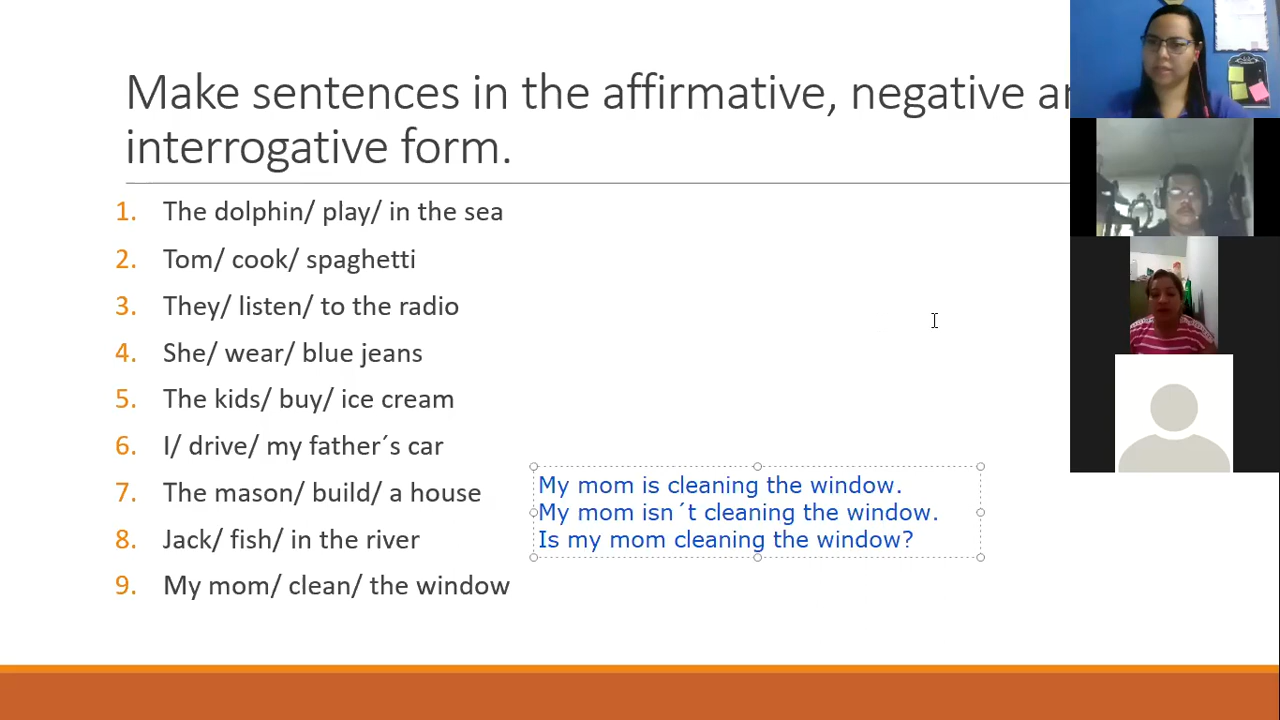 Make sentences in the affirmative, negative
interrogative form.
1. The dolphin/ play/ in the sea
2. Tom/ cook/ spaghetti
3. They/ listen/ to the radio
4. She/ wear/ blue jeans
5. The kids/ buy/ ice cream
6. I/ drive/ my father´s car
7. The mason/ build/ a house
8. Jack/ fish/ in the river
9. My mom/ clean/ the window
My mom is cleaning the window.
My mom isn´t cleaning the window.
Is my mom cleaning the window?